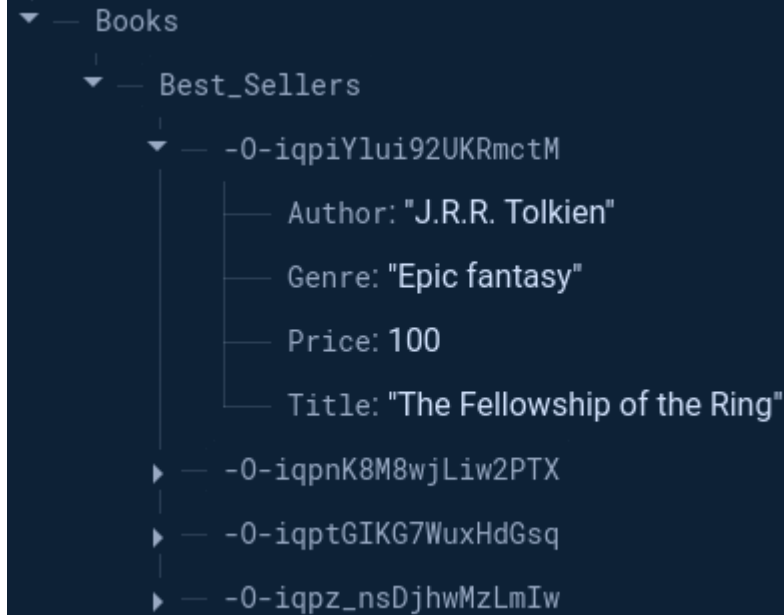 Books
Best_Sellers
-O-iqpiYlui92UKRmctM
Author: "J.R.R. Tolkien"
Genre: "Epic fantasy"
Price: 100
Title: "The Fellowship of the Ring"
-O-iqpnK8M8wjLiw2PTX
-O-iqptGIKG7WuxHdGsq
-O-iqpz_nsDjhwMzLmIw